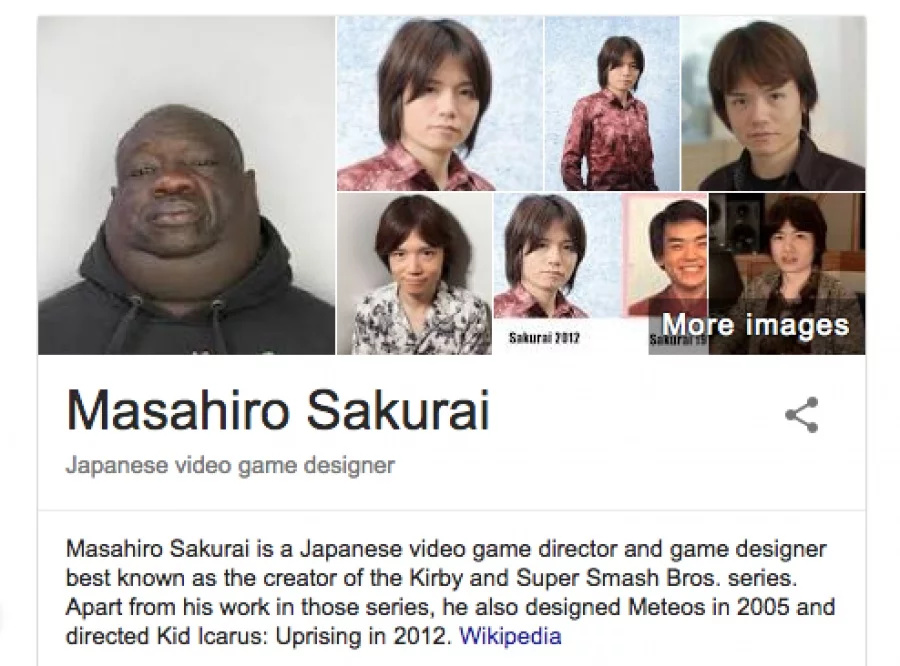 Sakurai 2012
Sakurai 19
More images
Masahiro Sakurai
Japanese video game designer
Masahiro Sakurai is a Japanese video game director and game designer
best known as the creator of the Kirby and Super Smash Bros. series.
Apart from his work in those series, he also designed Meteos in 2005 and
directed Kid Icarus: Uprising in 2012. Wikipedia